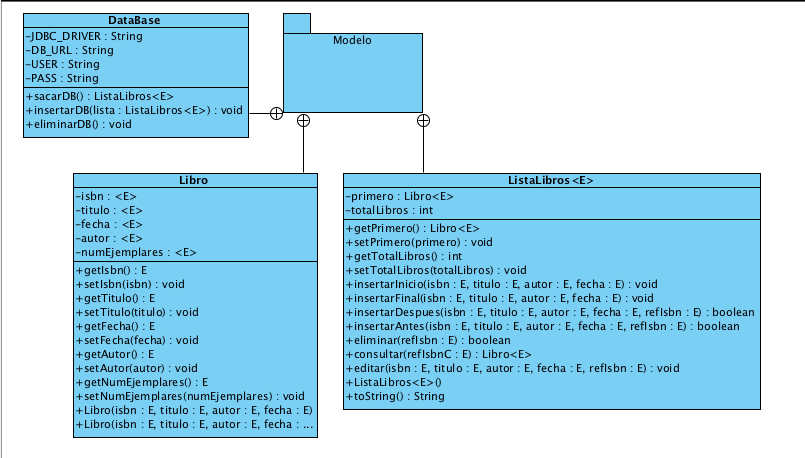 DataBase
-JDBC_DRIVER : String
-DB_URL : String
-USER : String
-PASS : String
+sacarDB() : ListaLibros<E>
+insertarDB(lista : ListaLibros<E>) : void
+eliminarDB() : void
Modelo
Libro
-isbn : <E>
-titulo : <E>
-fecha : <E>
-autor : <E>
-numEjemplares : <E>
+getIsbn() : E
+setIsbn(isbn) : void
+getTitulo() : E
+setTitulo(titulo) : void
+getFecha() : E
+setFecha(fecha) : void
+getAutor() : E
+setAutor(autor) : void
+getNumEjemplares() : E
+setNumEjemplares(numEjemplares) : void
+Libro(isbn : E, titulo : E, autor : E, fecha : E)
+Libro(isbn : E, titulo : E, autor : E, fecha : ...
ListaLibros<E>
-primero : Libro<E>
-totalLibros : int
+getPrimero() : Libro<E>
+setPrimero(primero) : void
+getTotalLibros() : int
+setTotalLibros(totalLibros) : void
+insertarInicio(isbn : E, titulo : E, autor : E, fecha : E) : void
+insertarFinal(isbn : E, titulo : E, autor : E, fecha : E) : void
+insertarDespues(isbn : E, titulo : E, autor : E, fecha : E, refIsbn : E) : boolean
+insertarAntes(isbn : E, titulo : E, autor : E, fecha : E, refIsbn : E) : boolean
+eliminar(refIsbn : E) : boolean
+consultar(refIsbnC : E) : Libro<E>
+editar(isbn : E, titulo : E, autor : E, fecha : E, refIsbn : E) : void
+ListaLibros<E>()
+toString() : String